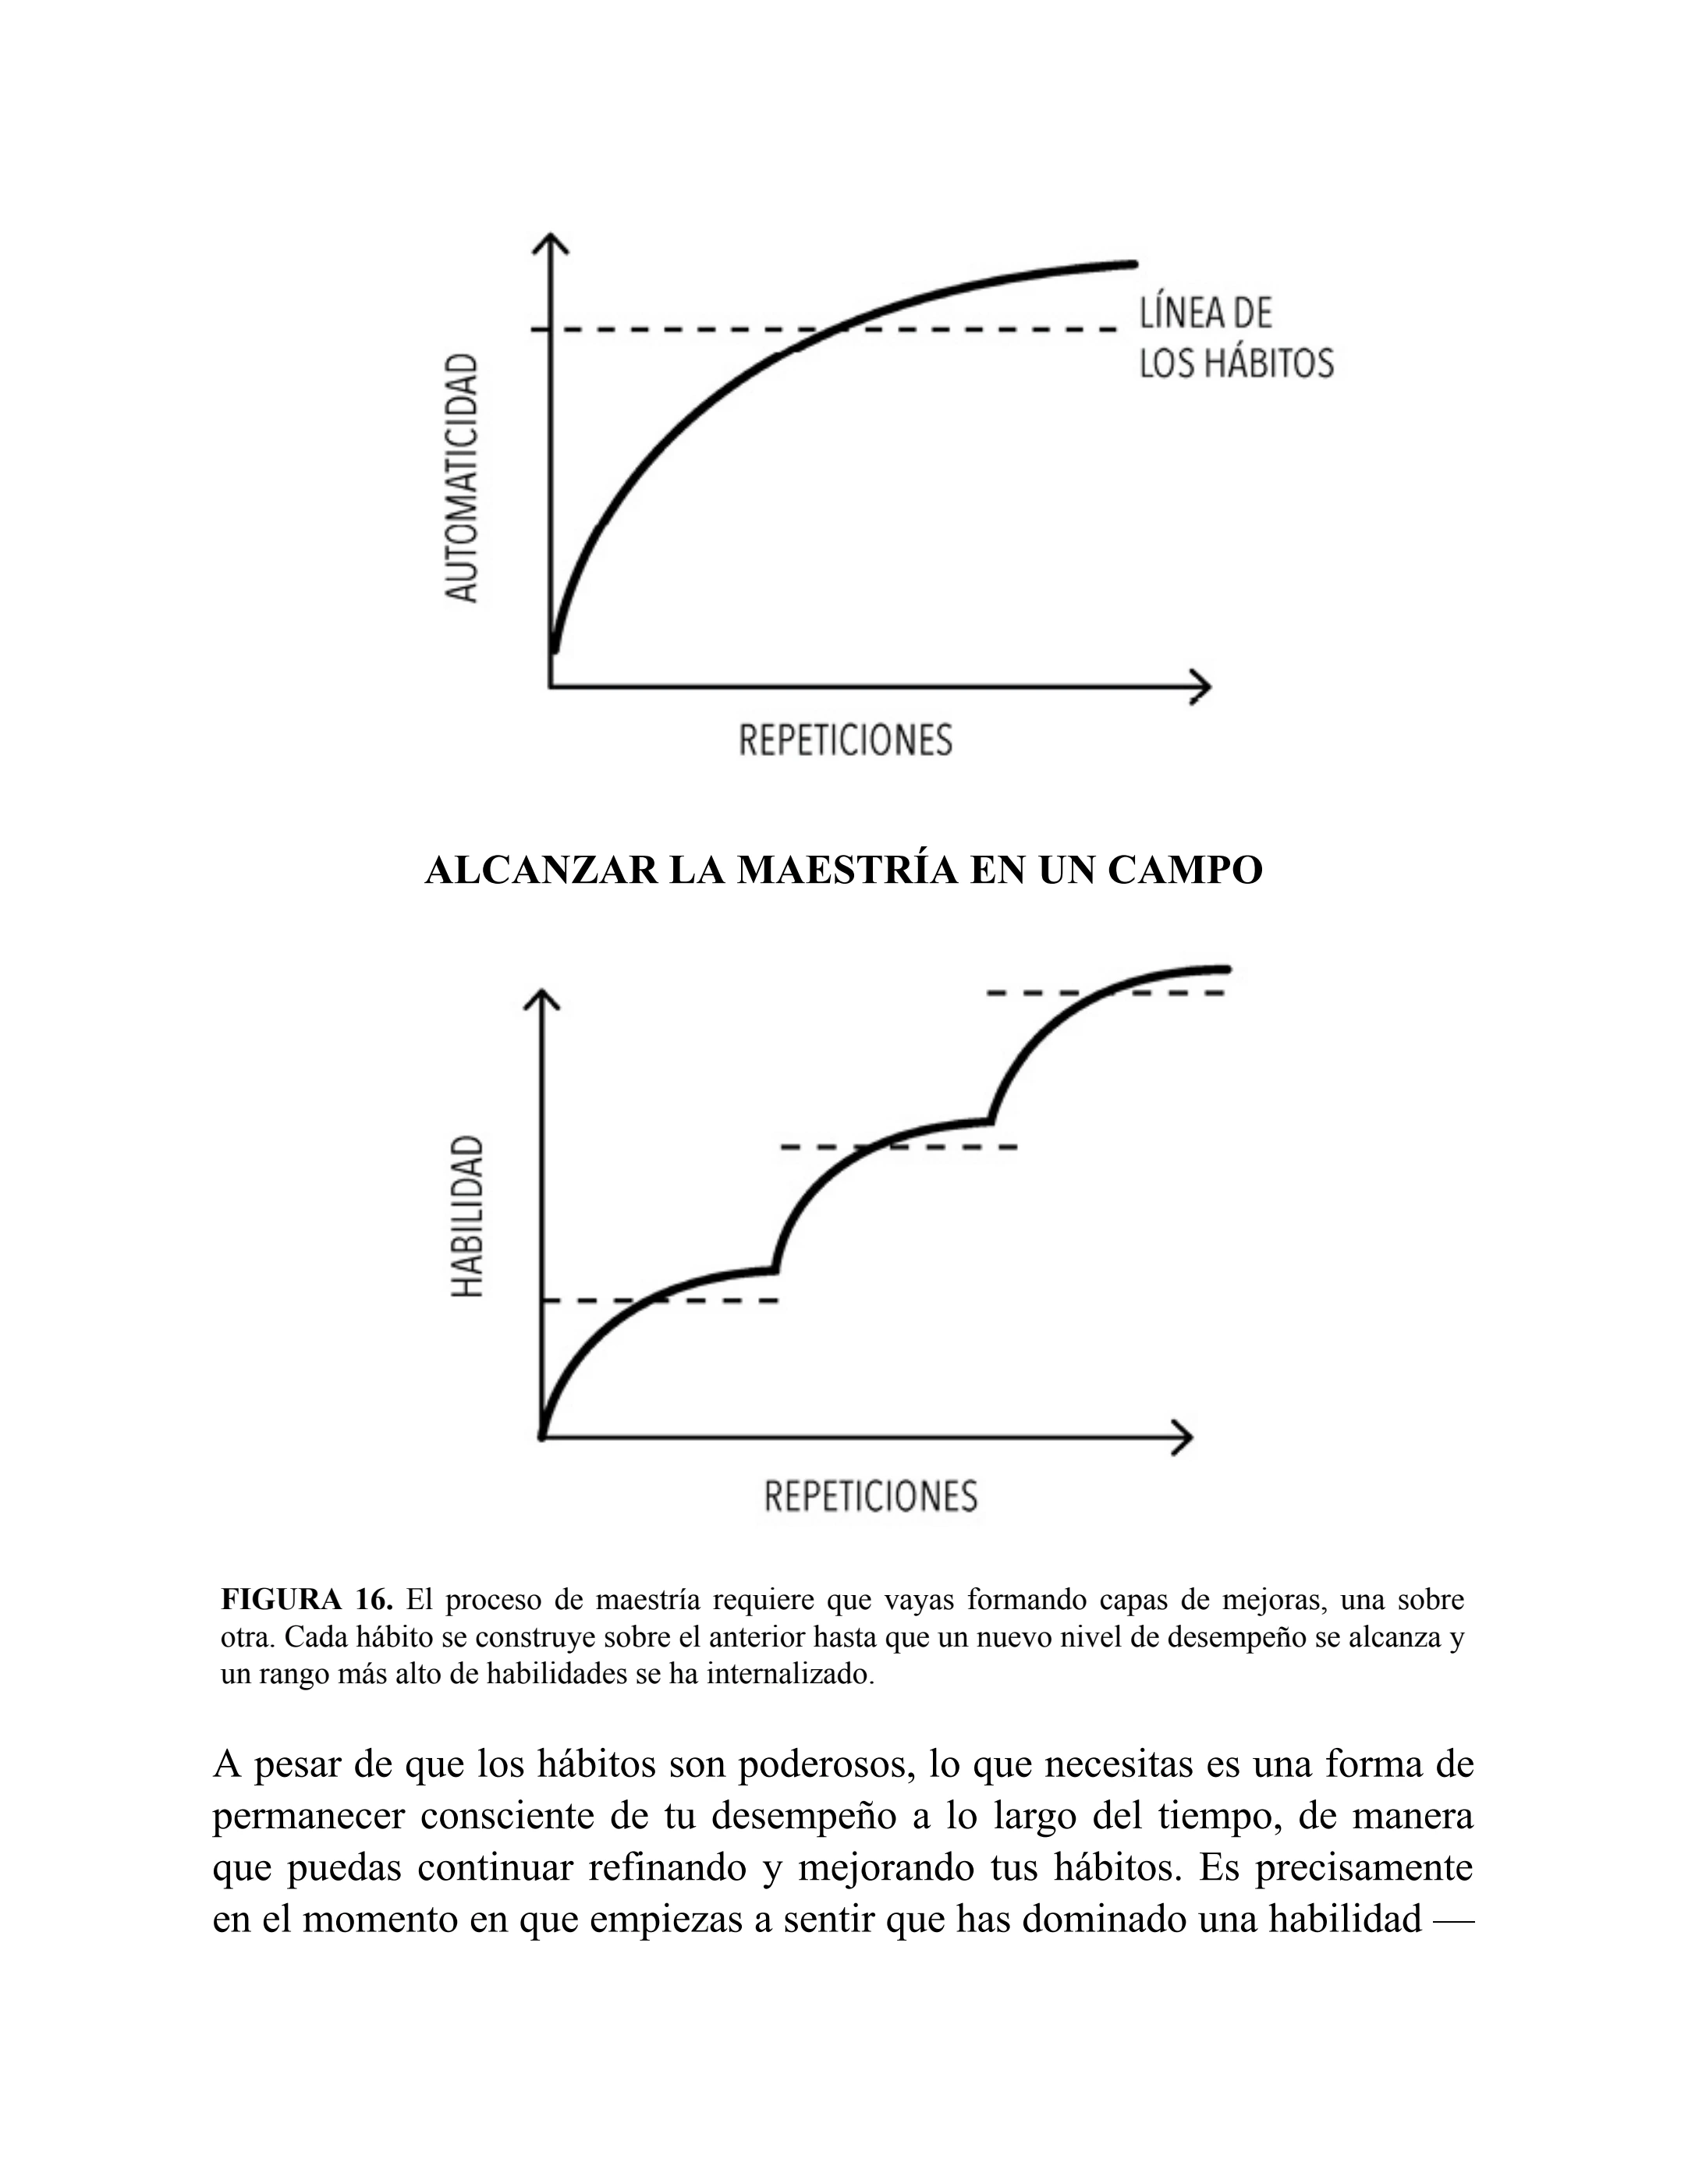 LÍNEA DE
LOS HÁBITOS
AUTOMATICIDAD
REPETICIONES
ALCANZAR LA MAESTRÍA EN UN CAMPO
HABILIDAD
REPETICIONES
FIGURA 16. El proceso de maestría requiere que vayas formando capas de mejoras, una sobre
otra. Cada hábito se construye sobre el anterior hasta que un nuevo nivel de desempeño se alcanza y
un rango más alto de habilidades se ha internalizado.
A pesar de que los hábitos son poderosos, lo que necesitas es una forma de
permanecer consciente de tu desempeño a lo largo del tiempo, de manera
que puedas continuar refinando y mejorando tus hábitos. Es precisamente
en el momento en que empiezas a sentir que has dominado una habilidad —